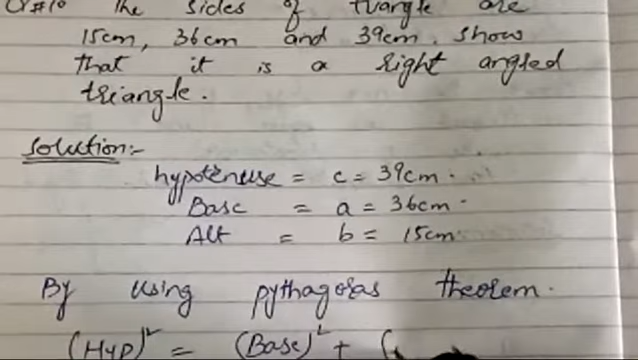 Q#10 The sides of triangle are
15cm, 36cm and 39cm. show
that it is a right angled
triangle.
Solution:-
hypotenuse = c = 39cm.
Base = a = 36cm.
Alt = b = 15cm.
By using pythagoras theorem.
(Hyp)² = (Base)² + (